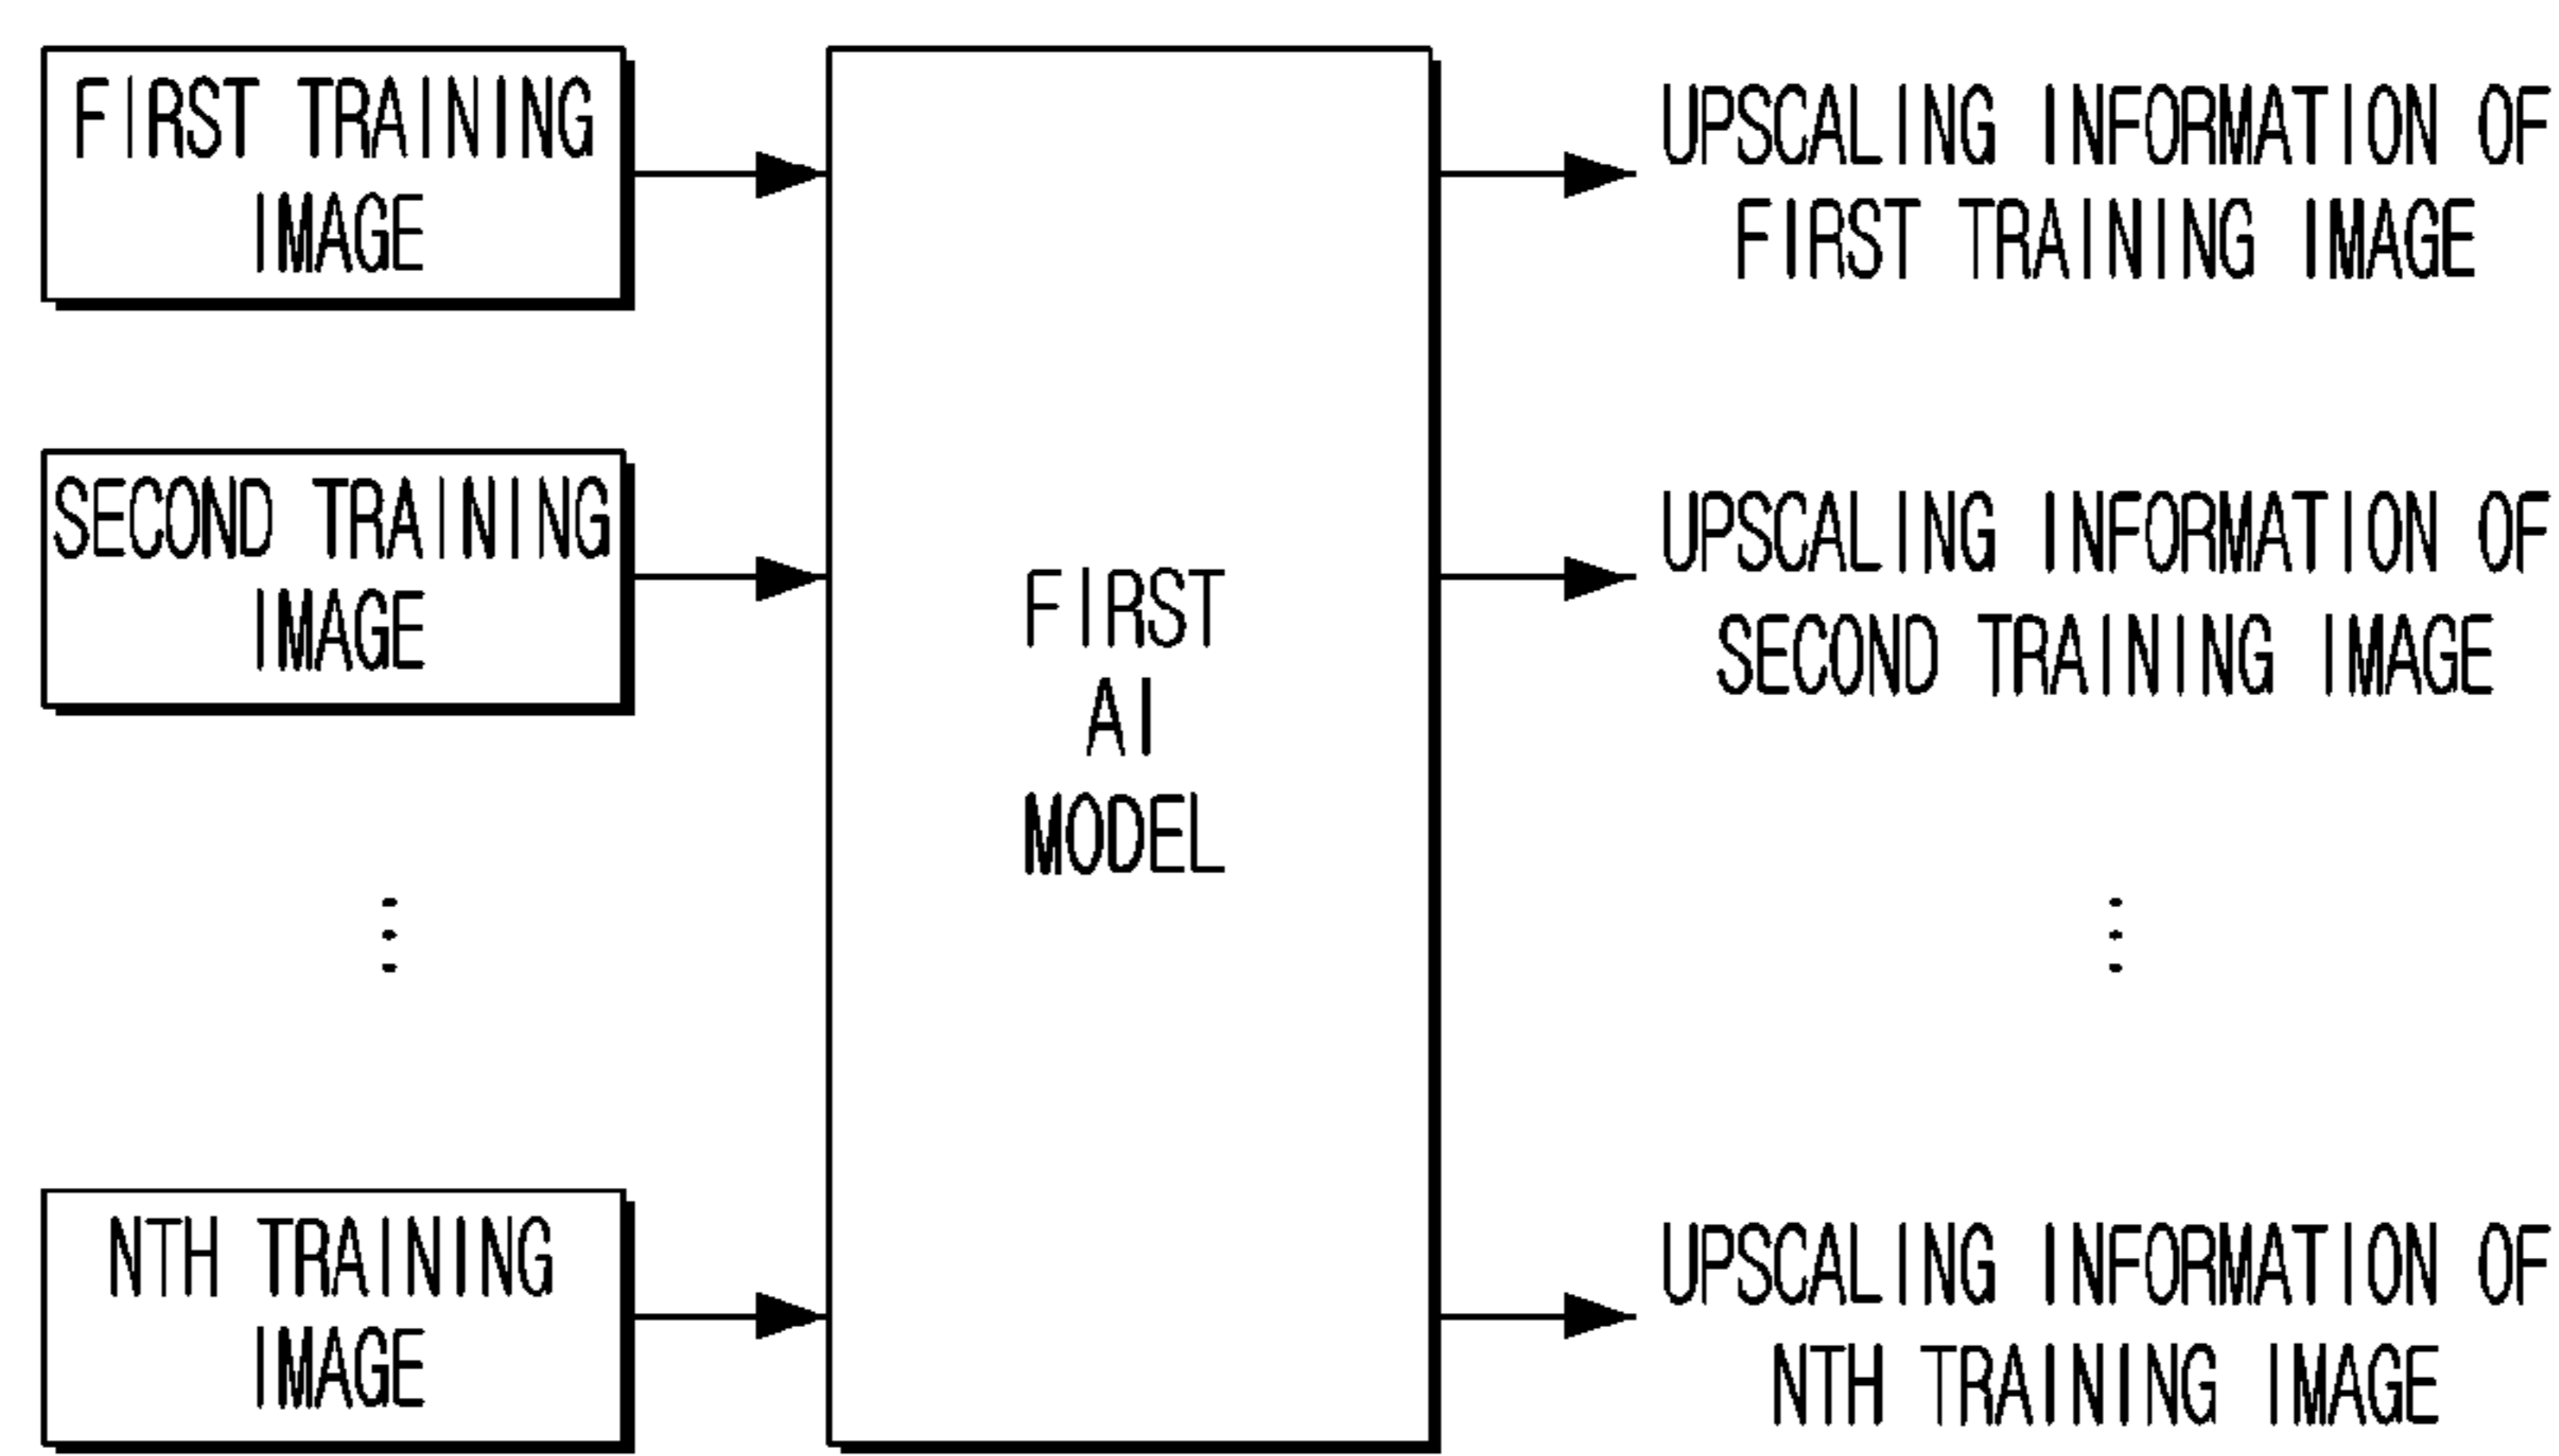 FIRST TRAINING
IMAGE
UPSCALING INFORMATION OF
FIRST TRAINING IMAGE
SECOND TRAINING
IMAGE
FIRST
AI
MODEL
UPSCALING INFORMATION OF
SECOND TRAINING IMAGE
NTH TRAINING
IMAGE
UPSCALING INFORMATION OF
NTH TRAINING IMAGE